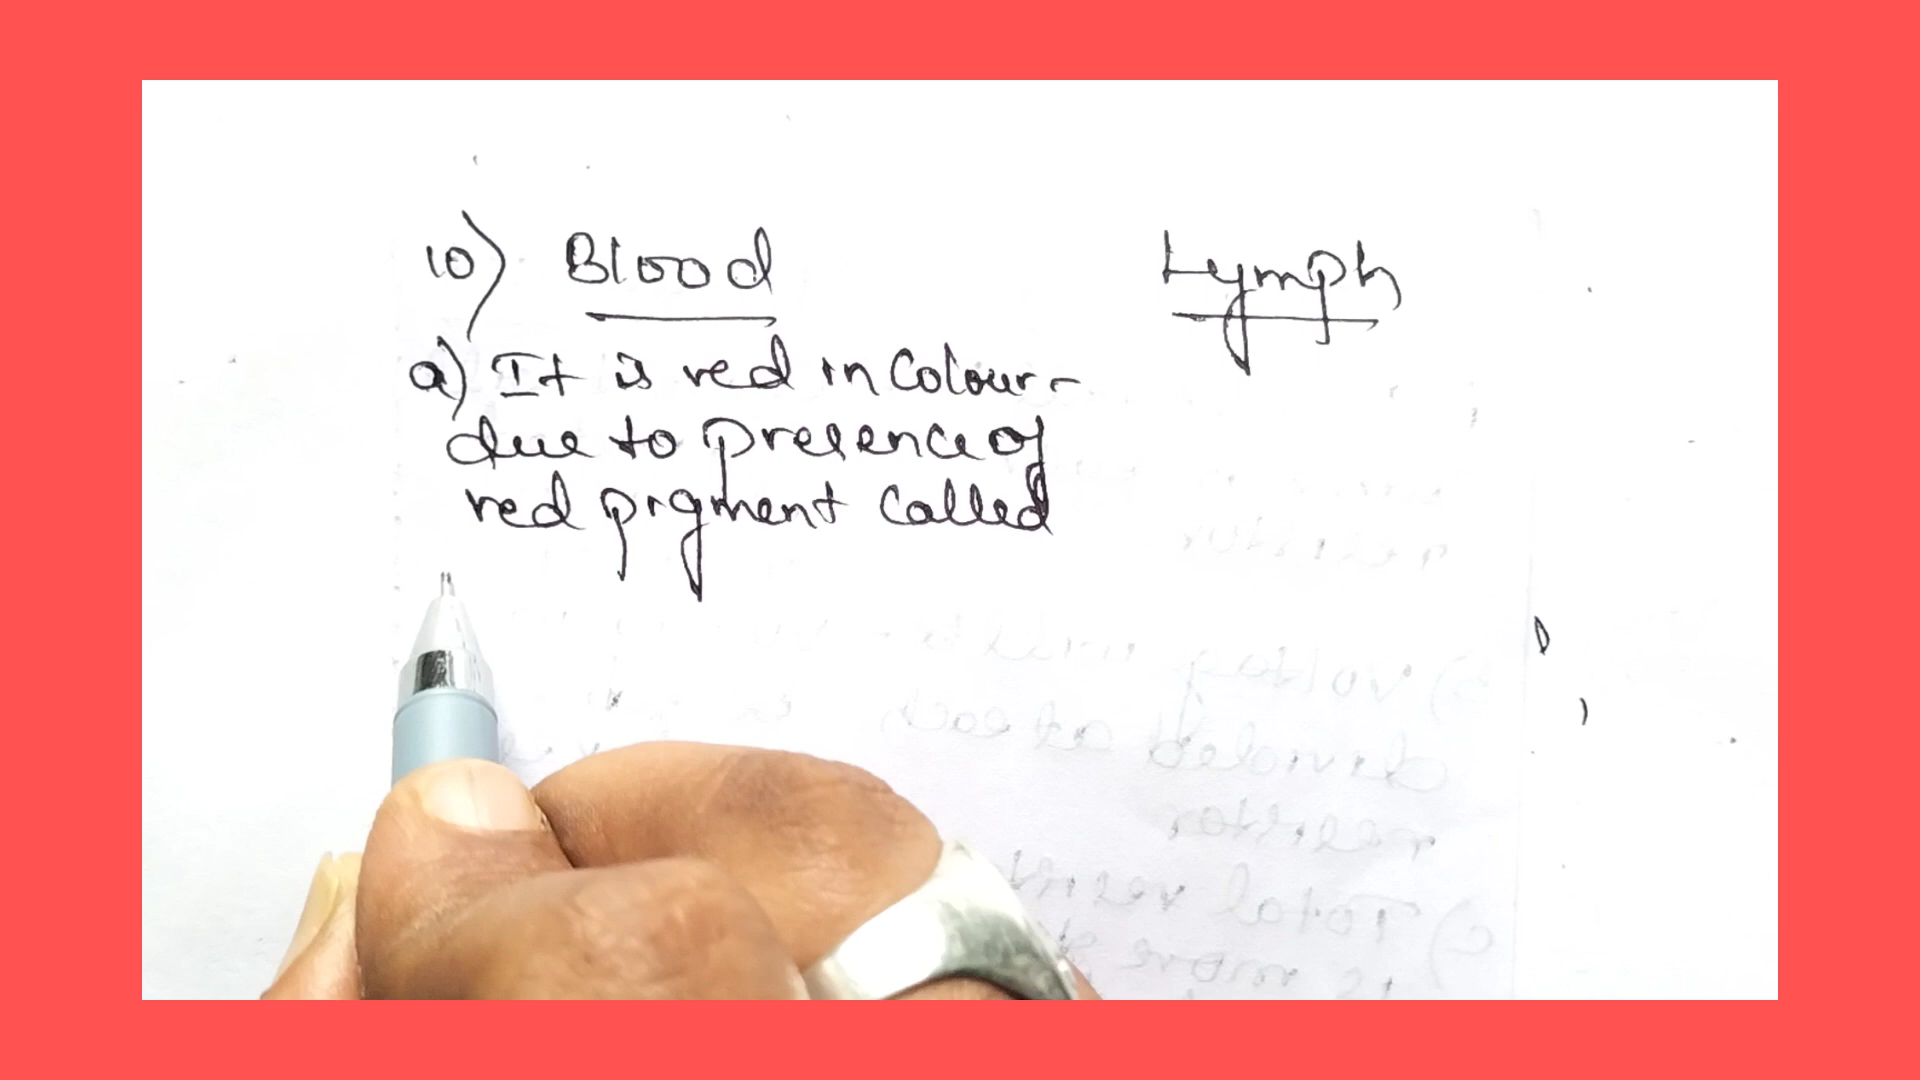 10) Blood Lymph
a) It is red in colour-
due to presence of
red pigment called